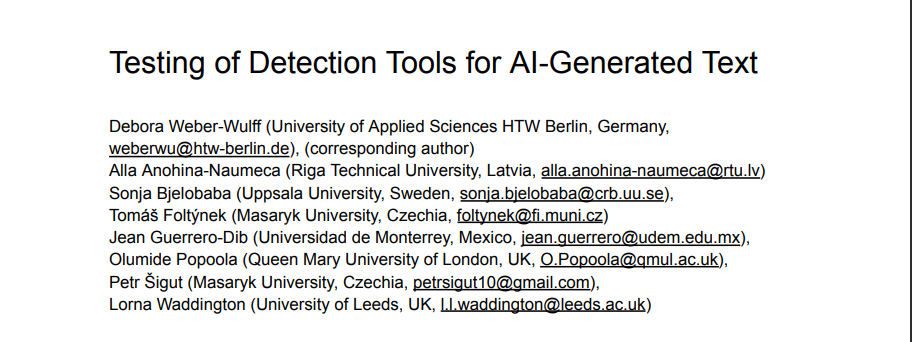 Testing of Detection Tools for AI-Generated Text
Debora Weber-Wulff (University of Applied Sciences HTW Berlin, Germany,
weberwu@htw-berlin.de), (corresponding author)
Alla Anohina-Naumeca (Riga Technical University, Latvia, alla.anohina-naumeca@rtu.lv)
Sonja Bjelobaba (Uppsala University, Sweden, sonja.bjelobaba@crb.uu.se),
Tomáš Foltýnek (Masaryk University, Czechia, foltynek@fi.muni.cz)
Jean Guerrero-Dib (Universidad de Monterrey, Mexico, jean.guerrero@udem.edu.mx),
Olumide Popoola (Queen Mary University of London, UK, O.Popoola@qmul.ac.uk),
Petr Šigut (Masaryk University, Czechia, petrsigut10@gmail.com),
Lorna Waddington (University of Leeds, UK, l.l.waddington@leeds.ac.uk)